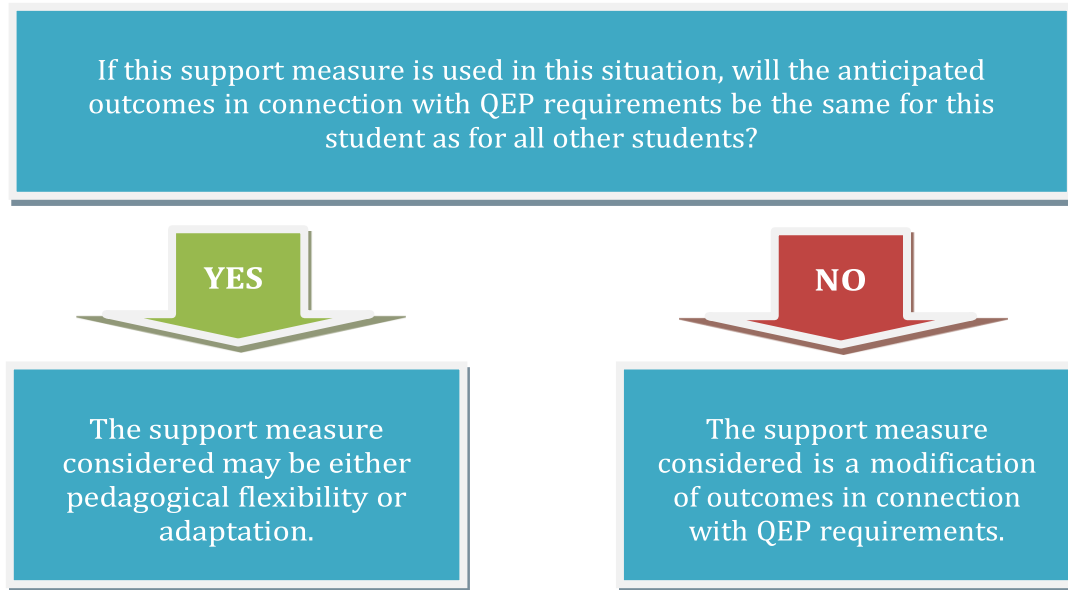 If this support measure is used in this situation, will the anticipated
outcomes in connection with QEP requirements be the same for this
student as for all other students?
YES
NO
The support measure
considered may be either
pedagogical flexibility or
adaptation.
The support measure
considered is a modification
of outcomes in connection
with QEP requirements.